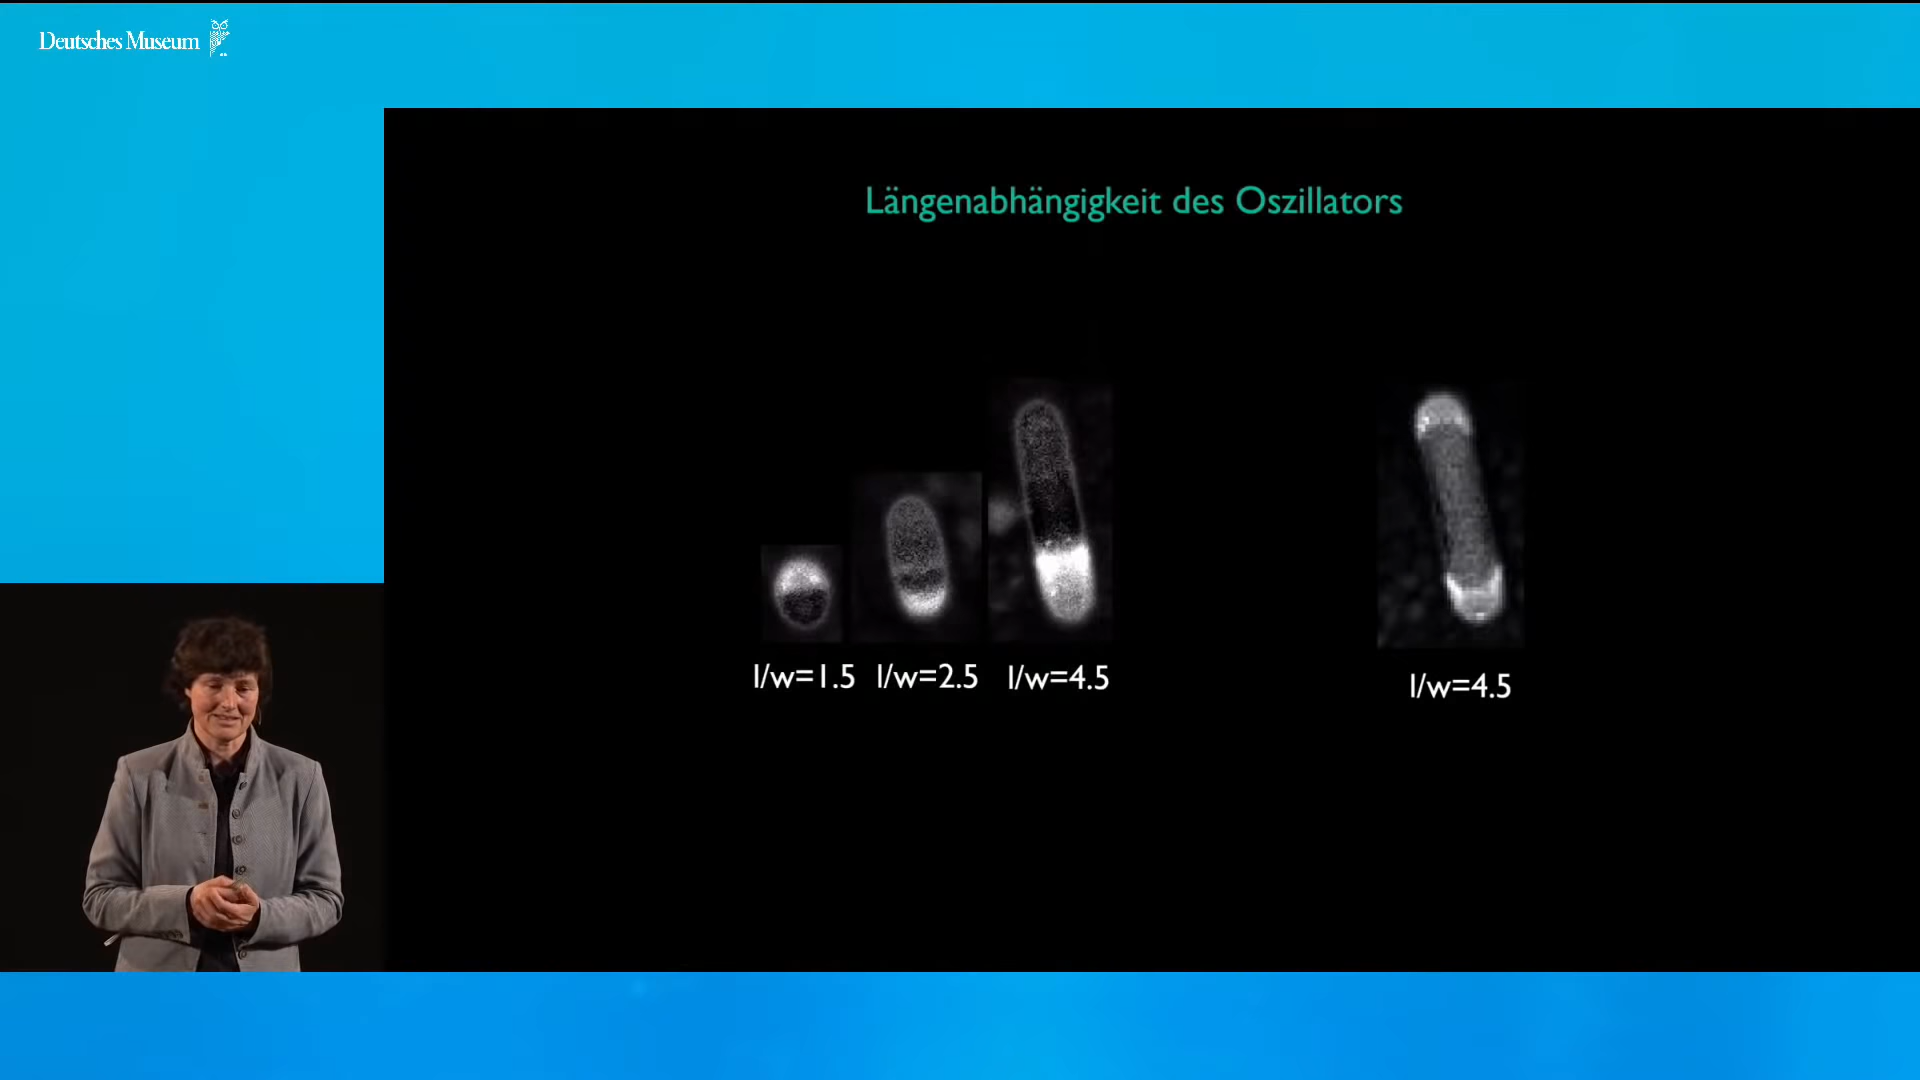 Deutsches Museum
Längenabhängigkeit des Oszillators
l/w=1.5 l/w=2.5 l/w=4.5 l/w=4.5